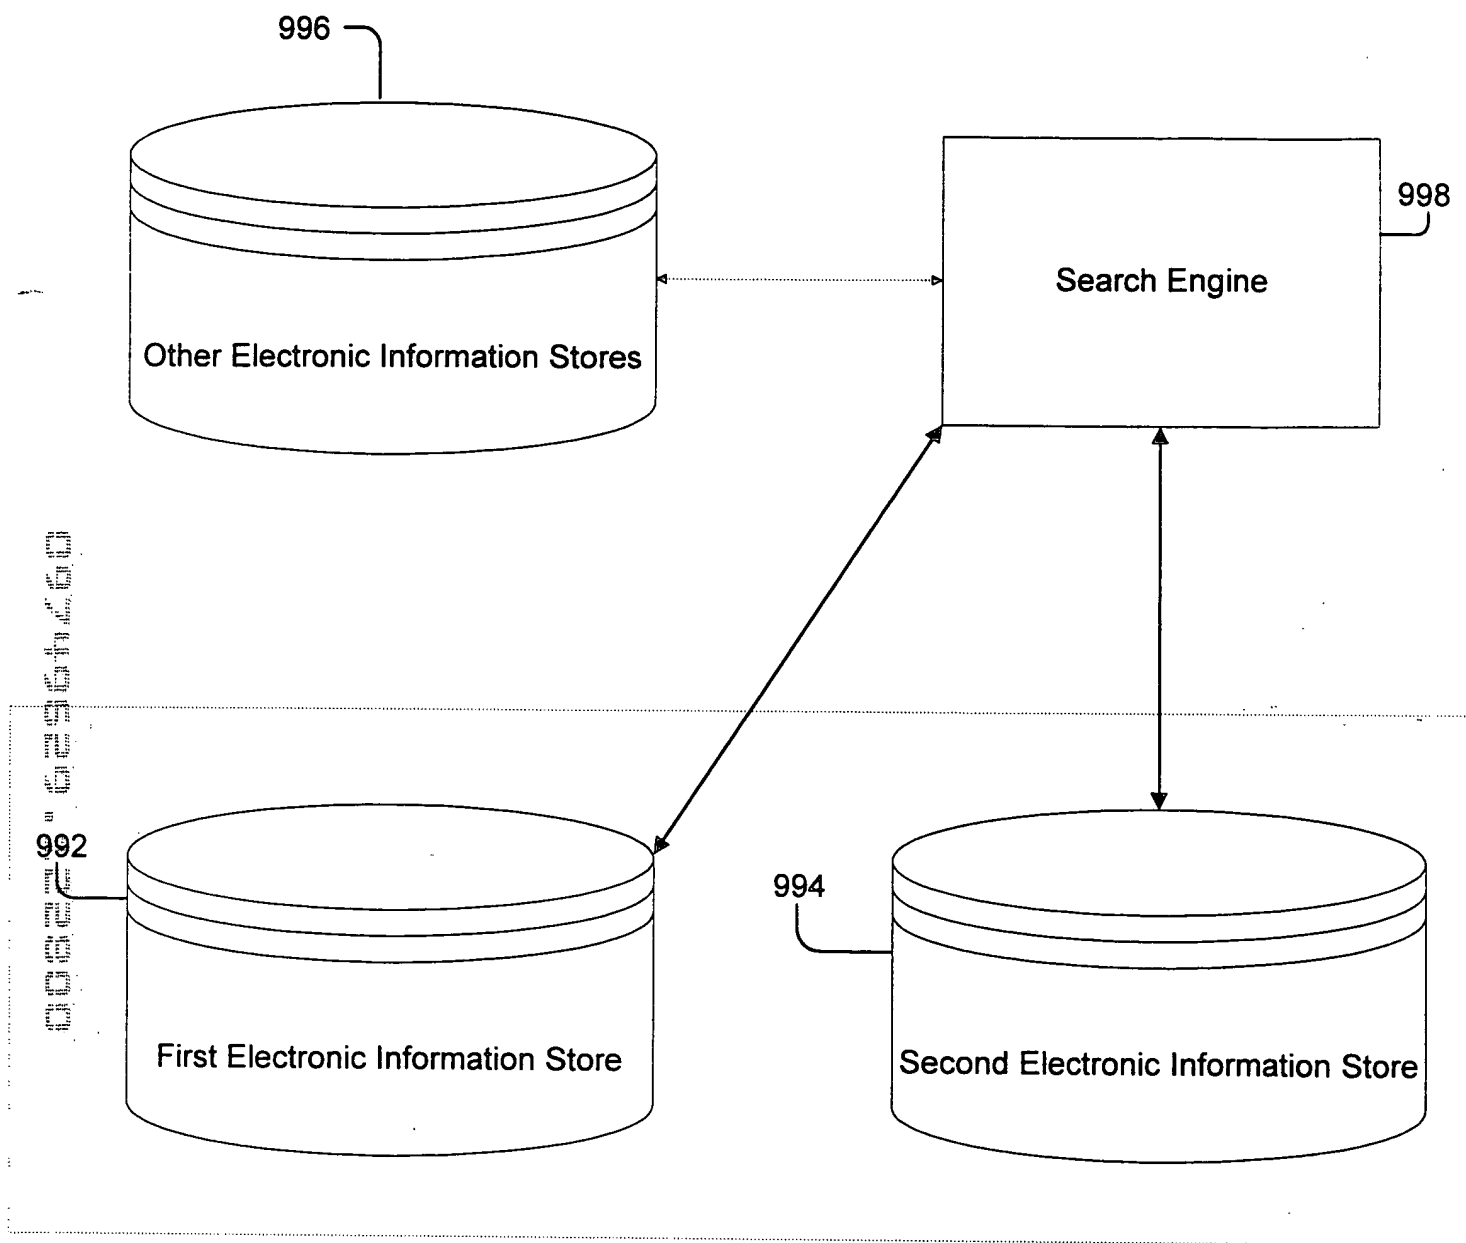 996
998
Search Engine
Other Electronic Information Stores
992
994
First Electronic Information Store
Second Electronic Information Store